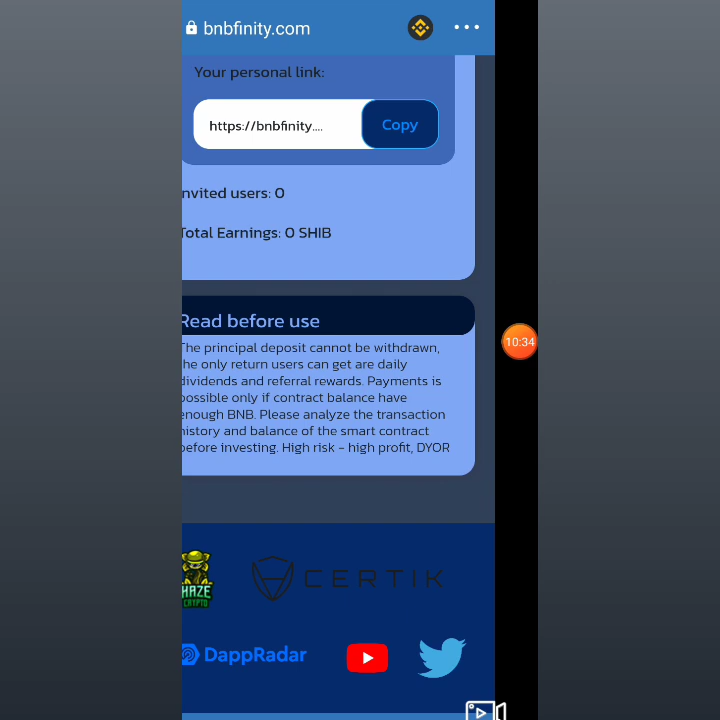 bnbfinity.com
Your personal link:
https://bnbfinity....
Copy
nvited users: 0
Total Earnings: 0 SHIB
Read before use
The principal deposit cannot be withdrawn,
the only return users can get are daily
dividends and referral rewards. Payments is
possible only if contract balance have
enough BNB. Please analyze the transaction
history and balance of the smart contract
before investing. High risk - high profit, DYOR
10:34
HAZE
CRYPTO
CERTIK
DappRadar